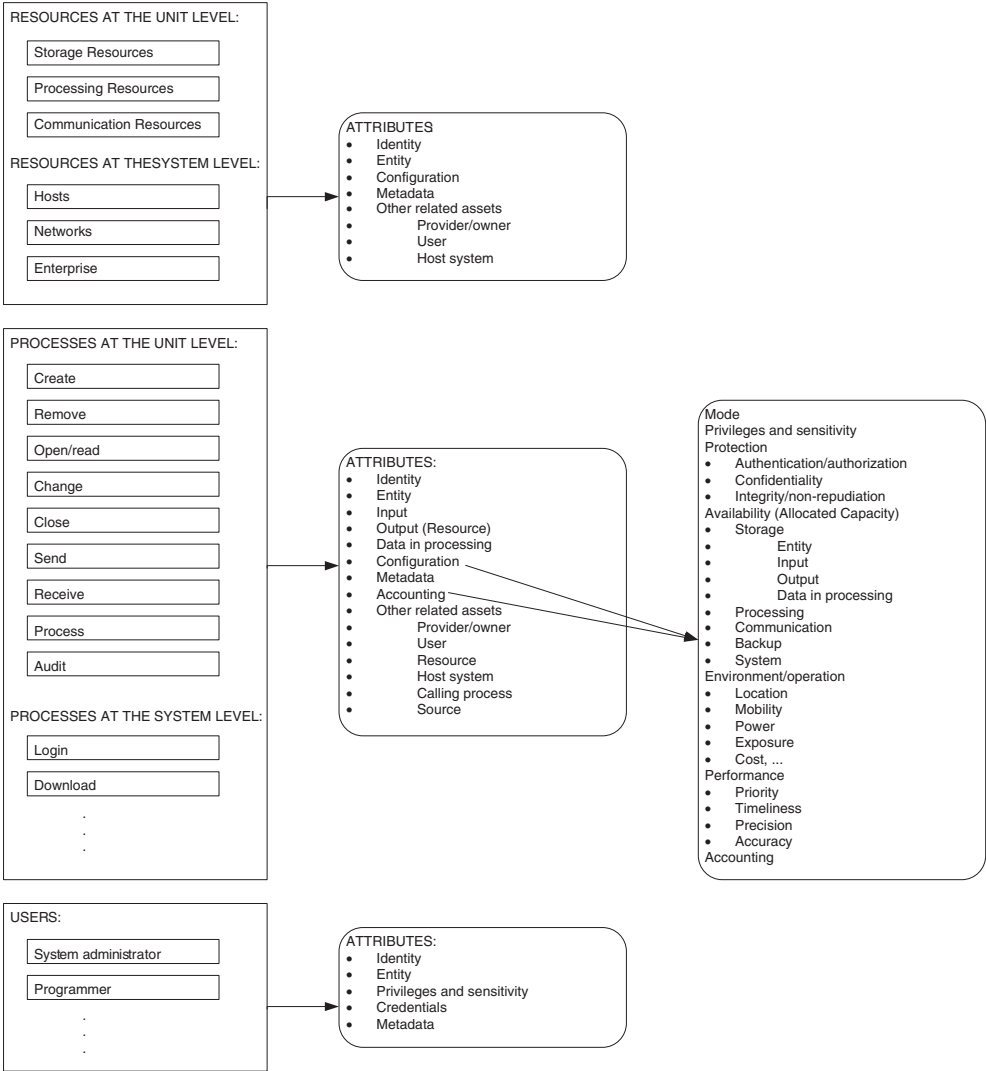 RESOURCES AT THE UNIT LEVEL:
Storage Resources
Processing Resources
Communication Resources
RESOURCES AT THESYSTEM LEVEL:
Hosts
Networks
Enterprise
ATTRIBUTES:
• Identity
• Entity
• Configuration
• Metadata
• Other related assets
• Provider/owner
• User
• Host system
PROCESSES AT THE UNIT LEVEL:
Create
Remove
Open/read
Change
Close
Send
Receive
Process
Audit
PROCESSES AT THE SYSTEM LEVEL:
Login
Download
.
.
.
ATTRIBUTES:
• Identity
• Entity
• Input
• Output (Resource)
• Data in processing
• Configuration
• Metadata
• Accounting
• Other related assets
• Provider/owner
• User
• Resource
• Host system
• Calling process
• Source
Mode
Privileges and sensitivity
Protection
• Authentication/authorization
• Confidentiality
• Integrity/non-repudiation
Availability (Allocated Capacity)
• Storage
• Entity
• Input
• Output
• Data in processing
• Processing
• Communication
• Backup
• System
Environment/operation
• Location
• Mobility
• Power
• Exposure
• Cost, ...
Performance
• Priority
• Timeliness
• Precision
• Accuracy
Accounting
USERS:
System administrator
Programmer
.
.
.
ATTRIBUTES:
• Identity
• Entity
• Privileges and sensitivity
• Credentials
• Metadata